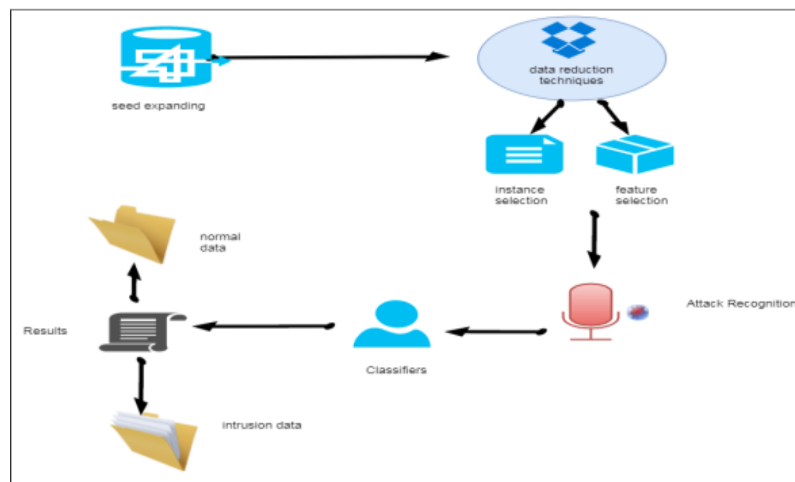 seed expanding
data reduction
techniques
instance
selection
feature
selection
normal
data
Attack Recognition
Results
Classifiers
intrusion data